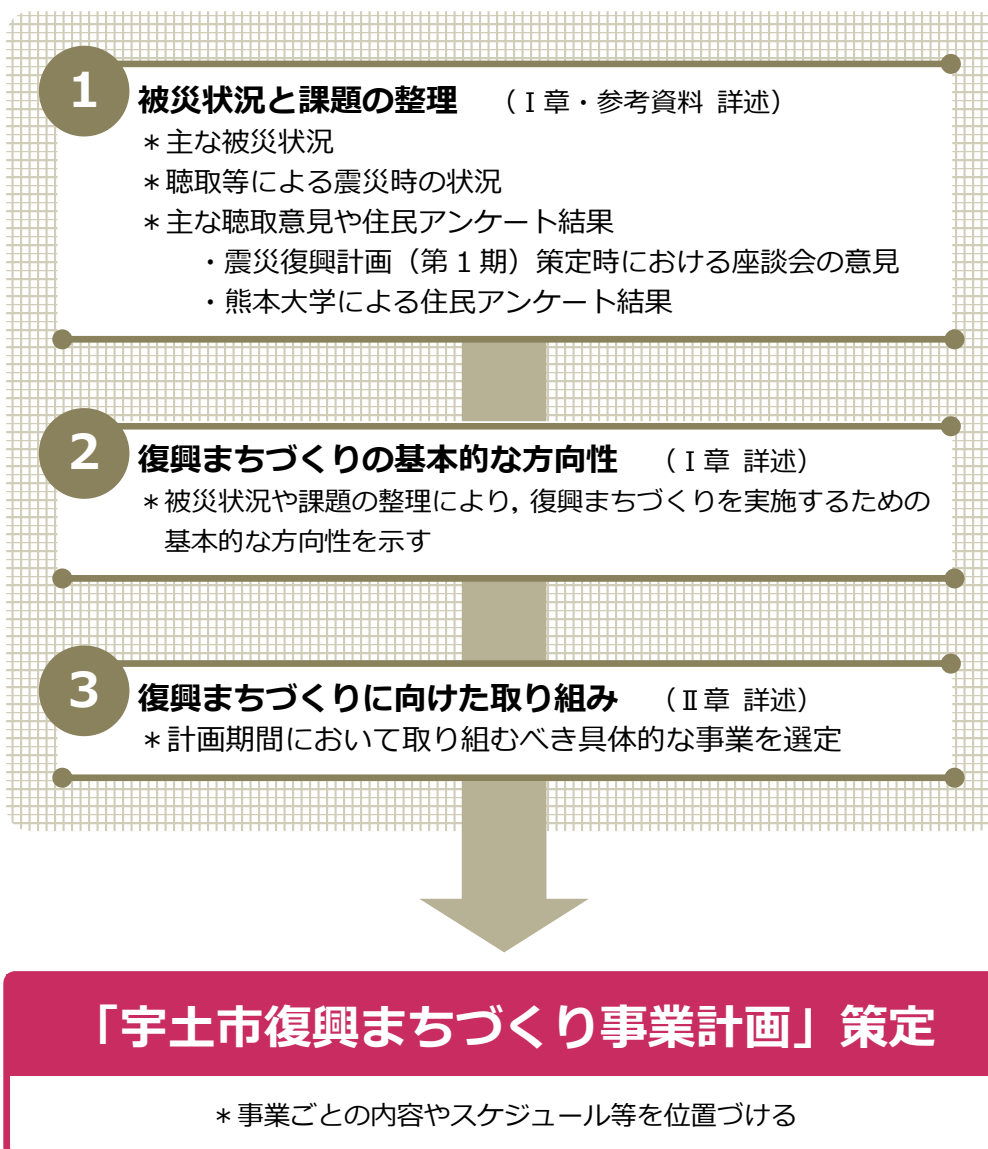 1
被災状況と課題の整理 （Ⅰ章・参考資料 詳述）
＊主な被災状況
＊聴取等による震災時の状況
＊主な聴取意見や住民アンケート結果
・震災復興計画（第１期）策定時における座談会の意見
・熊本大学による住民アンケート結果
2
復興まちづくりの基本的な方向性 （Ⅰ章 詳述）
＊被災状況や課題の整理により，復興まちづくりを実施するための
基本的な方向性を示す
3
復興まちづくりに向けた取り組み （Ⅱ章 詳述）
＊計画期間において取り組むべき具体的な事業を選定
「宇土市復興まちづくり事業計画」策定
＊事業ごとの内容やスケジュール等を位置づける